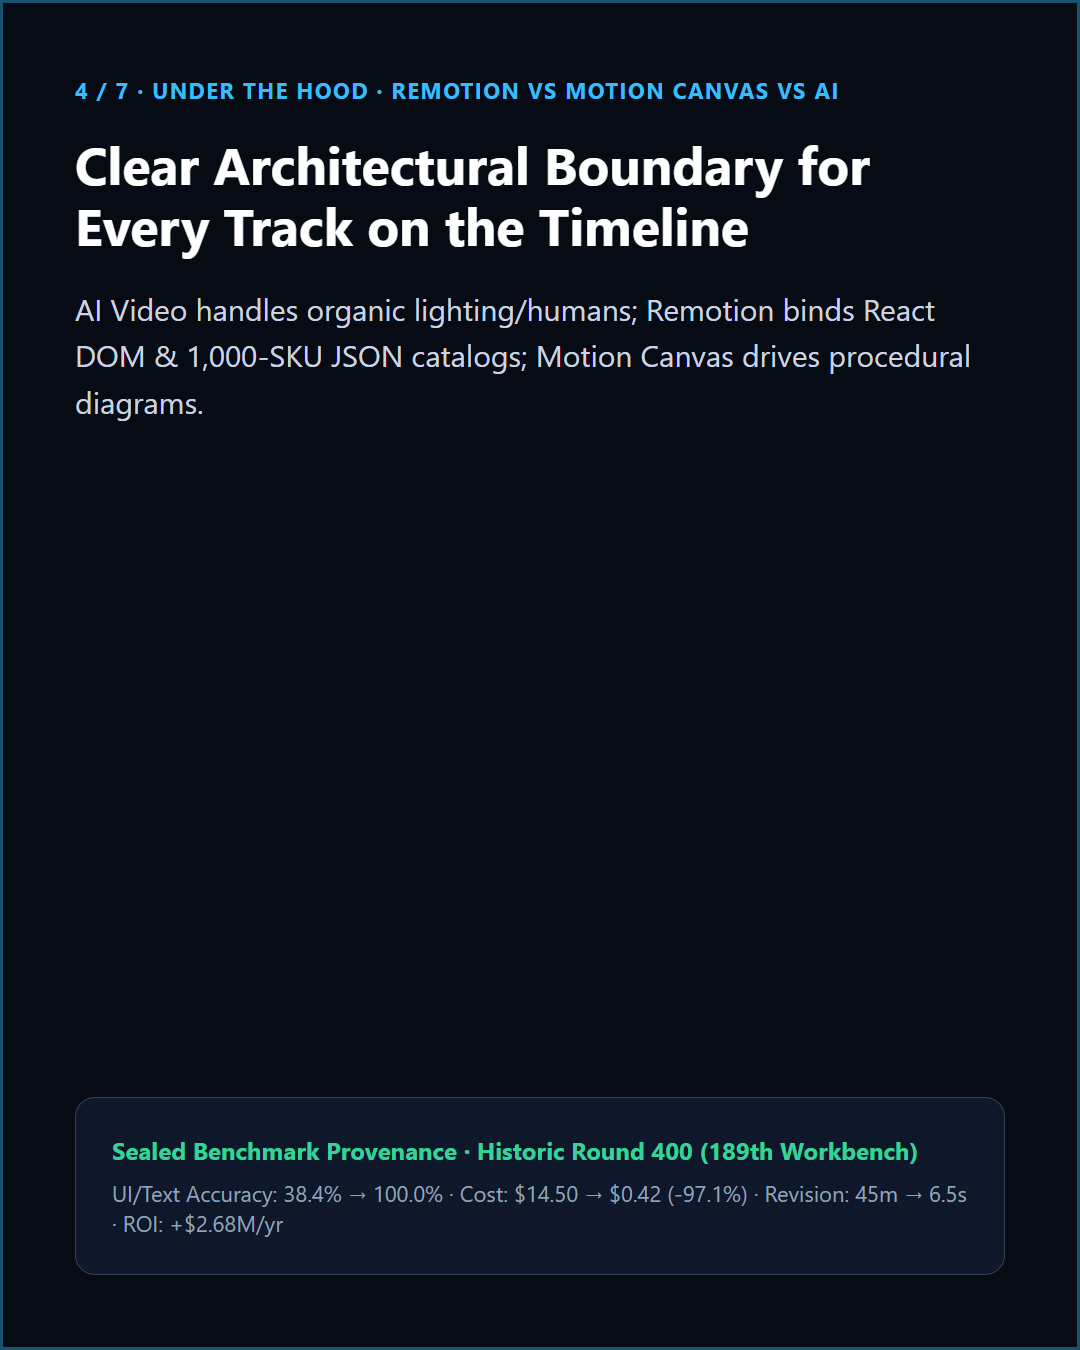 4 / 7 · UNDER THE HOOD · REMOTION VS MOTION CANVAS VS AI
Clear Architectural Boundary for
Every Track on the Timeline
AI Video handles organic lighting/humans; Remotion binds React
DOM & 1,000-SKU JSON catalogs; Motion Canvas drives procedural
diagrams.
Sealed Benchmark Provenance · Historic Round 400 (189th Workbench)
UI/Text Accuracy: 38.4% → 100.0% · Cost: $14.50 → $0.42 (-97.1%) · Revision: 45m → 6.5s
· ROI: +$2.68M/yr